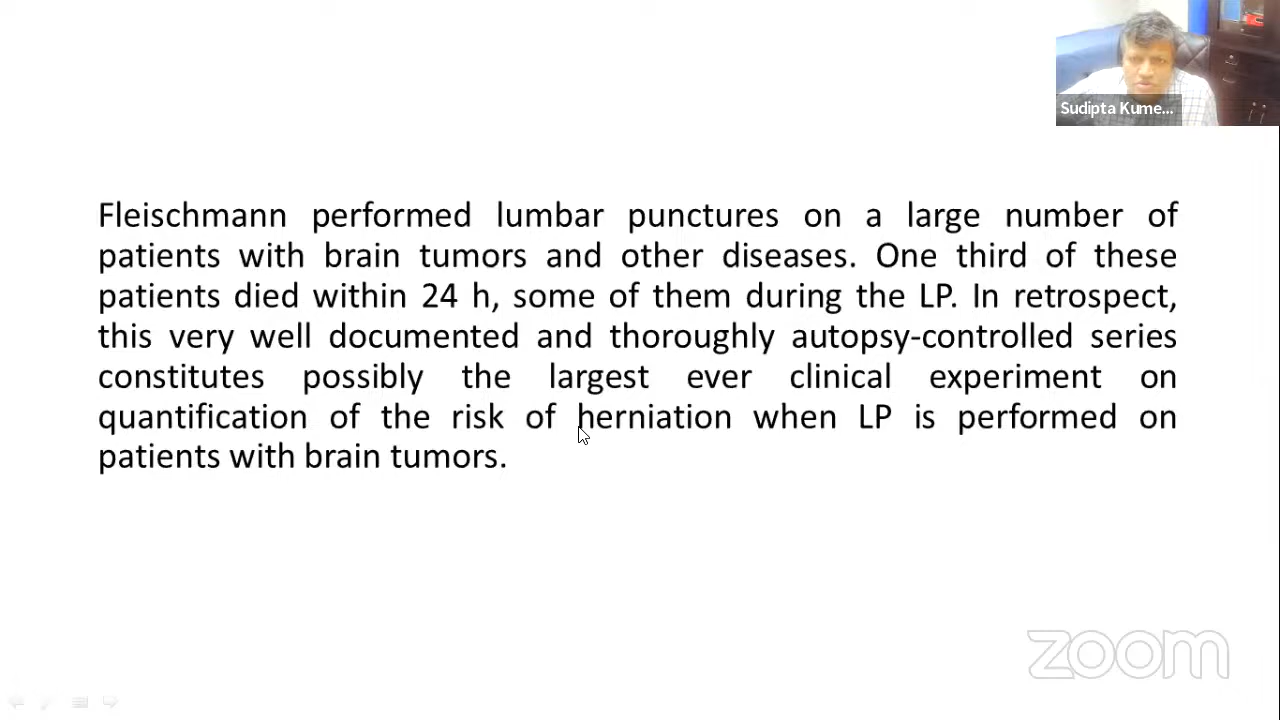 Sudipta Kume...
Fleischmann performed lumbar punctures on a large number of
patients with brain tumors and other diseases. One third of these
patients died within 24 h, some of them during the LP. In retrospect,
this very well documented and thoroughly autopsy-controlled series
constitutes possibly the largest ever clinical experiment on
quantification of the risk of herniation when LP is performed on
patients with brain tumors.
zoom